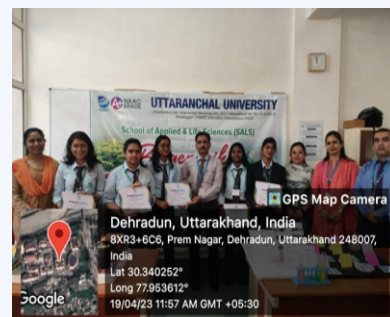 NAAC
GRADE
A+
UTTARANCHAL UNIVERSITY
School of Applied & Life Sciences (SALS)
GPS Map Camera
Dehradun, Uttarakhand, India
8XR3+6C6, Prem Nagar, Dehradun, Uttarakhand 248007,
India
Lat 30.340252°
Long 77.953612°
19/04/23 11:57 AM GMT +05:30
Google